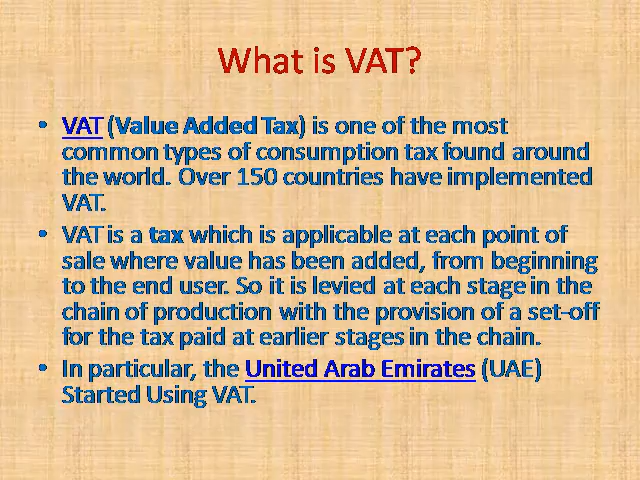 What is VAT?
• VAT (Value Added Tax) is one of the most
common types of consumption tax found around
the world. Over 150 countries have implemented
VAT.
• VAT is a tax which is applicable at each point of
sale where value has been added, from beginning
to the end user. So it is levied at each stage in the
chain of production with the provision of a set-off
for the tax paid at earlier stages in the chain.
• In particular, the United Arab Emirates (UAE)
Started Using VAT.